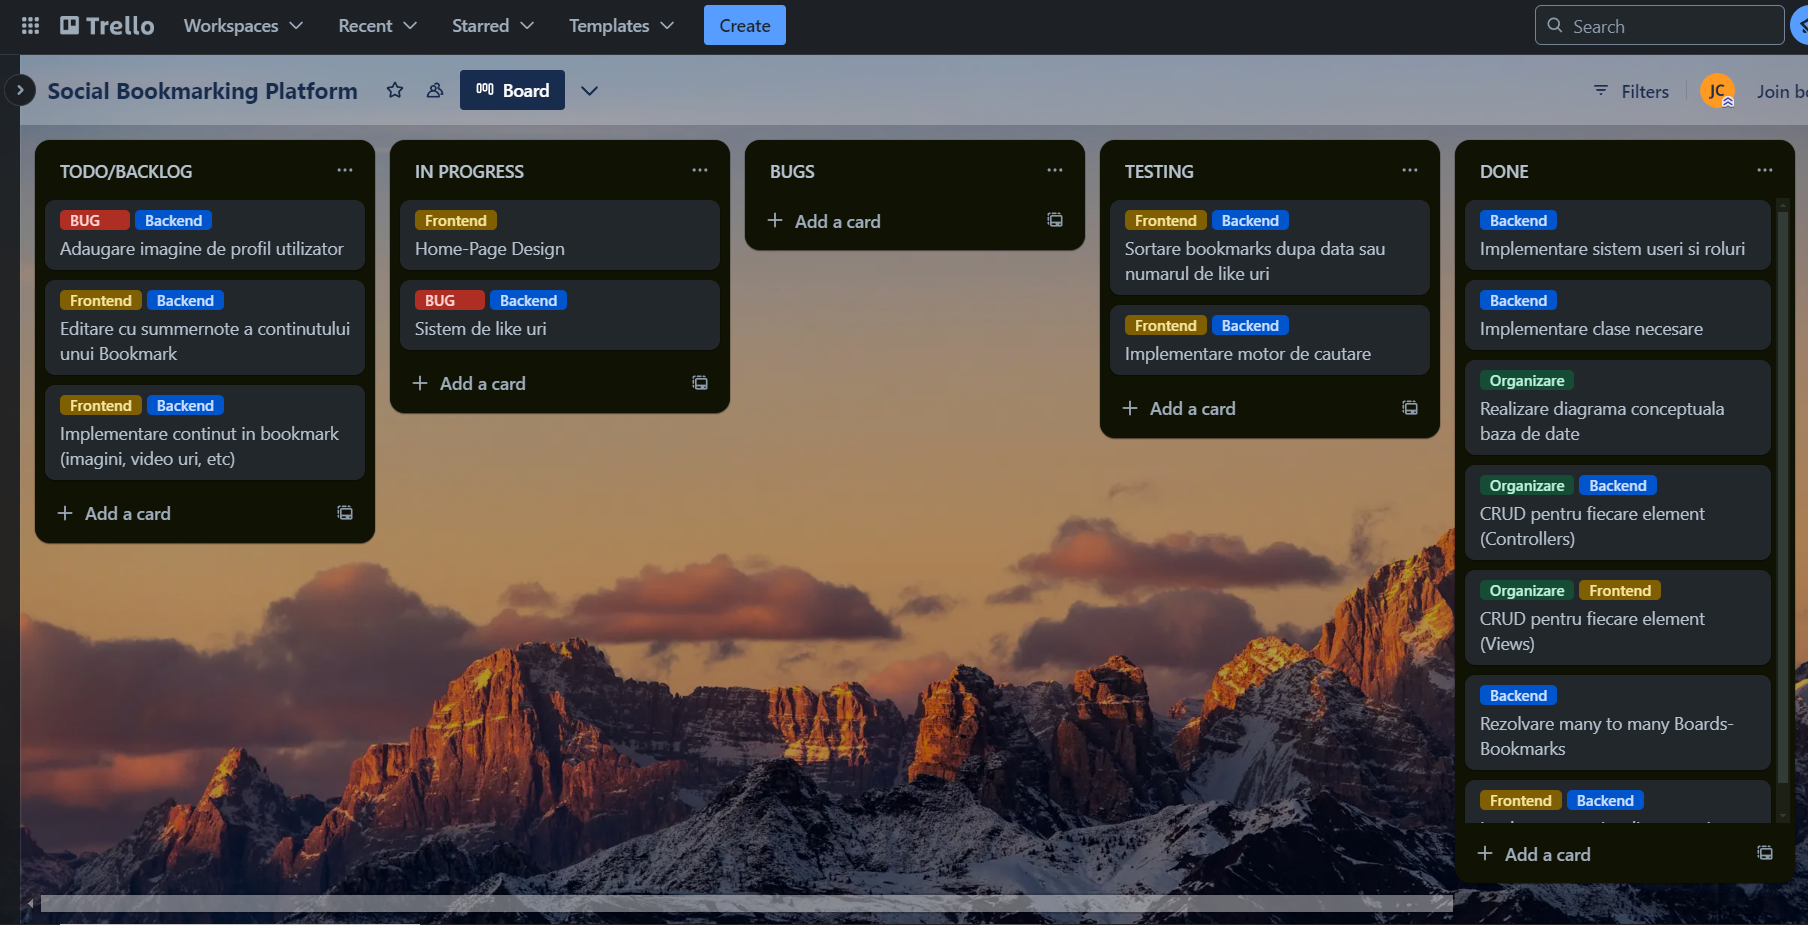 Trello Workspaces Recent Starred Templates Create Search
Social Bookmarking Platform Board Filters JC Join
TODO/BACKLOG
BUG Backend
Adaugare imagine de profil utilizator
Frontend Backend
Editare cu summernote a continutului
unui Bookmark
Frontend Backend
Implementare continut in bookmark
(imagini, video uri, etc)
+ Add a card
IN PROGRESS
Frontend
Home-Page Design
BUG Backend
Sistem de like uri
+ Add a card
BUGS
+ Add a card
TESTING
Frontend Backend
Sortare bookmarks dupa data sau
numarul de like uri
Frontend Backend
Implementare motor de cautare
+ Add a card
DONE
Backend
Implementare sistem useri si roluri
Backend
Implementare clase necesare
Organizare
Realizare diagrama conceptuala
baza de date
Organizare Backend
CRUD pentru fiecare element
(Controllers)
Organizare Frontend
CRUD pentru fiecare element
(Views)
Backend
Rezolvare many to many Boards-
Bookmarks
Frontend Backend
+ Add a card